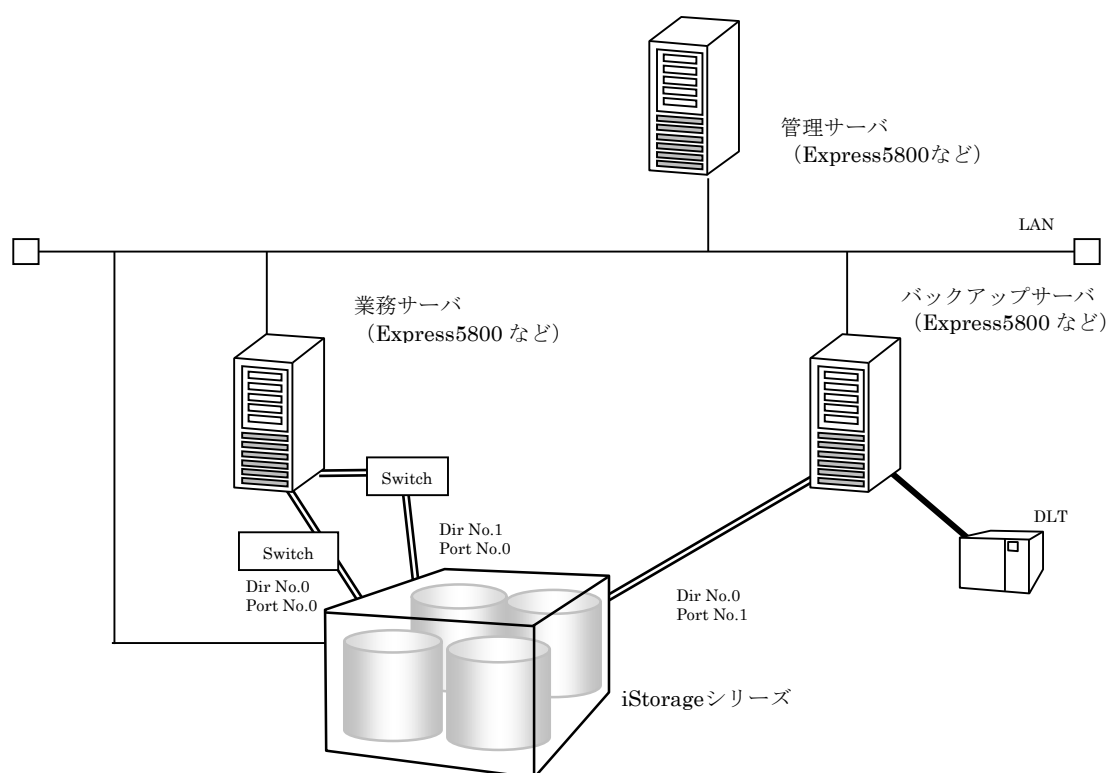 管理サーバ
（Express5800など）
LAN
業務サーバ
（Express5800 など）
バックアップサーバ
（Express5800 など）
Switch
Switch
Dir No.1
Port No.0
Dir No.0
Port No.0
DLT
Dir No.0
Port No.1
iStorageシリーズ